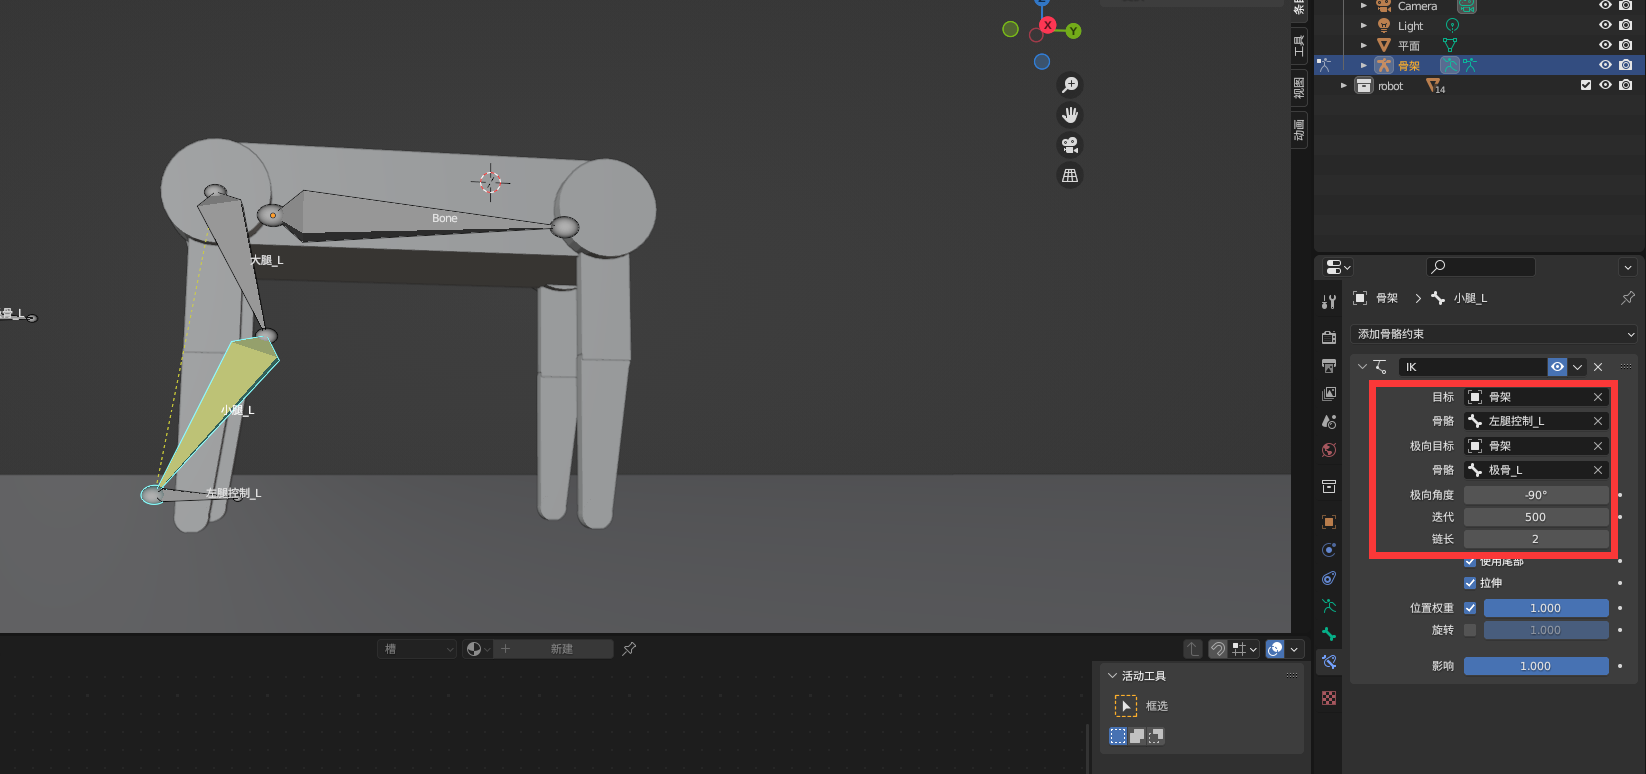 Camera
Light
平面
骨架
robot
14
条目
工具
视图
动画
X
Y
Bone
大腿_L
骨_L
小腿_L
左腿控制_L
骨架
小腿_L
添加骨骼约束
IK
目标
骨架
骨骼
左腿控制_L
极向目标
骨架
骨骼
极骨_L
极向角度
-90°
迭代
500
链长
2
使用尾部
拉伸
位置权重
1.000
旋转
1.000
影响
1.000
槽
新建
活动工具
框选